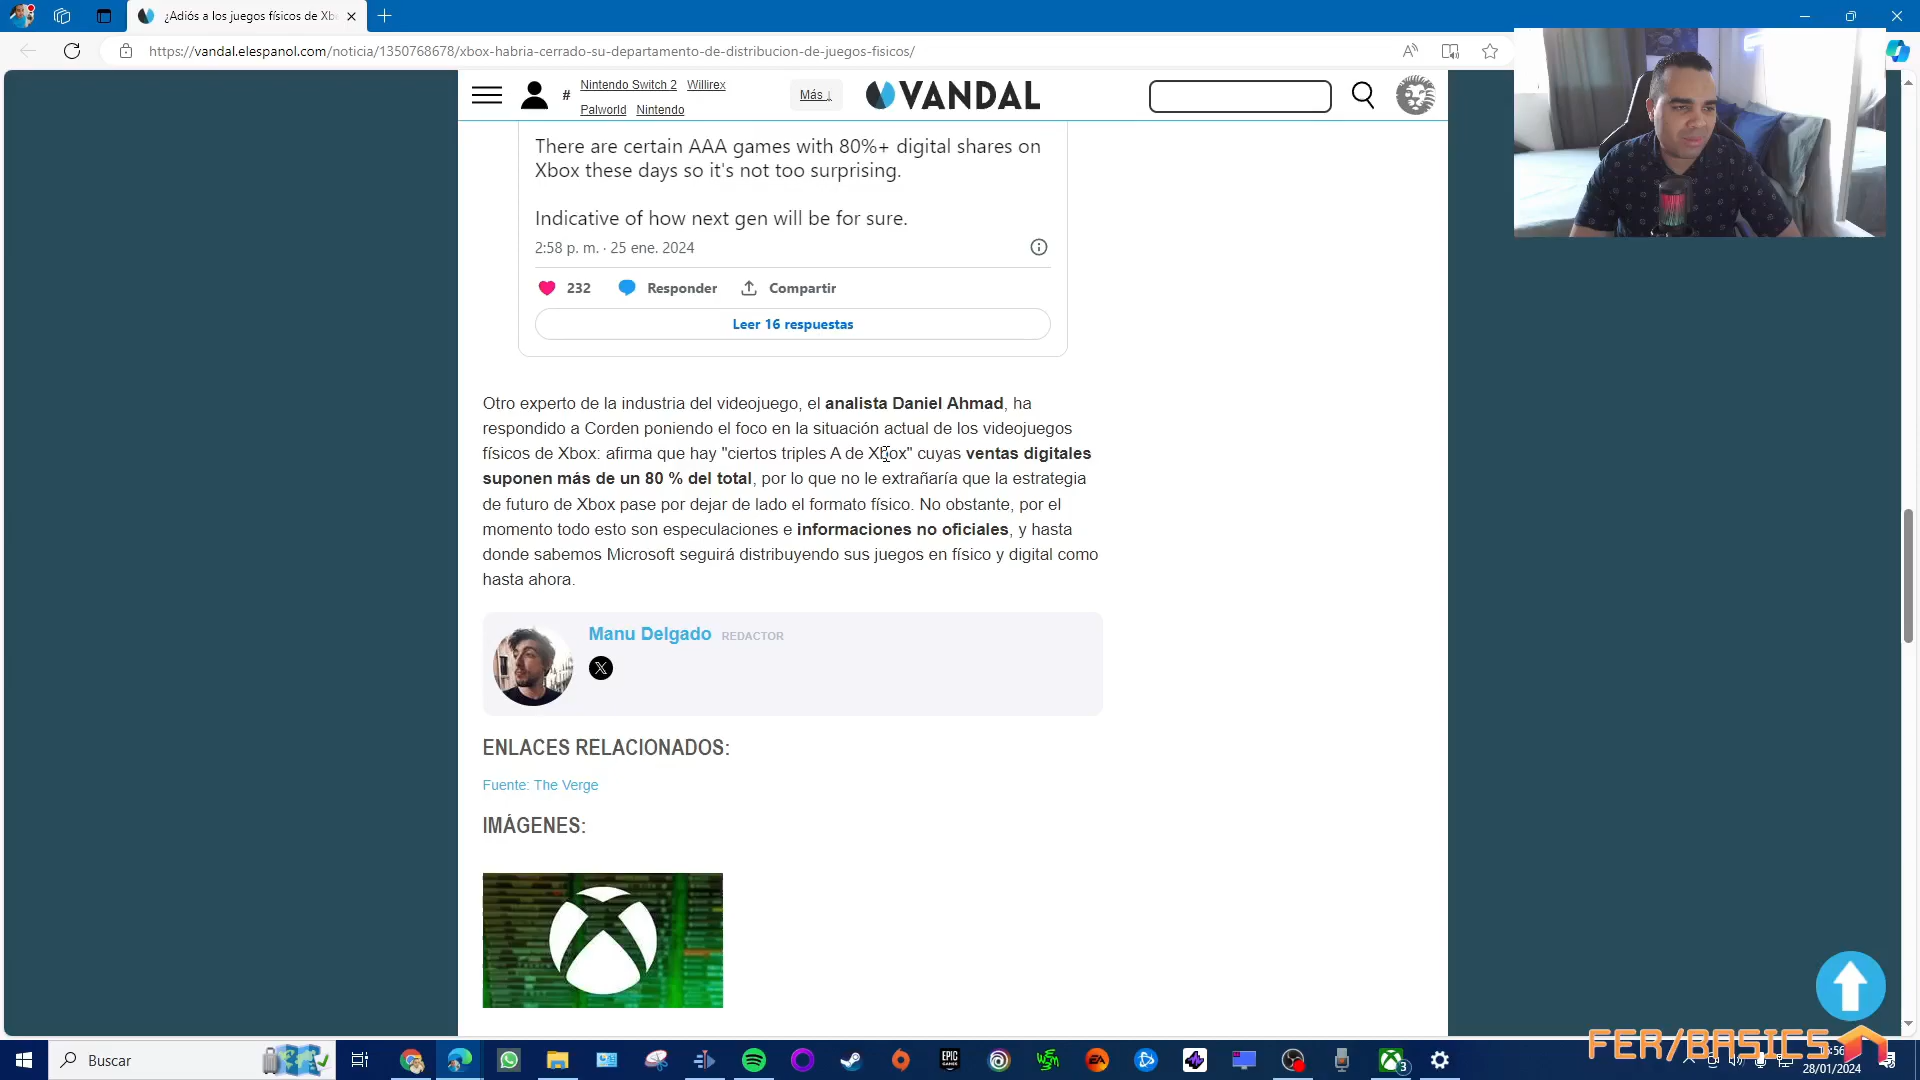 ¿Adiós a los juegos físicos de Xb
https://vandal.elespanol.com/noticia/1350768678/xbox-habria-cerrado-su-departamento-de-distribucion-de-juegos-fisicos/
# Nintendo Switch 2 Willirex
Palworld Nintendo
Más ↓
VANDAL
There are certain AAA games with 80%+ digital shares on
Xbox these days so it's not too surprising.
Indicative of how next gen will be for sure.
2:58 p. m. · 25 ene. 2024
232 Responder Compartir
Leer 16 respuestas
Otro experto de la industria del videojuego, el analista Daniel Ahmad, ha
respondido a Corden poniendo el foco en la situación actual de los videojuegos
físicos de Xbox: afirma que hay "ciertos triples A de Xbox" cuyas ventas digitales
suponen más de un 80 % del total, por lo que no le extrañaría que la estrategia
de futuro de Xbox pase por dejar de lado el formato físico. No obstante, por el
momento todo esto son especulaciones e informaciones no oficiales, y hasta
donde sabemos Microsoft seguirá distribuyendo sus juegos en físico y digital como
hasta ahora.
Manu Delgado REDACTOR
ENLACES RELACIONADOS:
Fuente: The Verge
IMÁGENES:
FER/BASICS
Buscar
EPIC GAMES
EA
3
28/01/2024